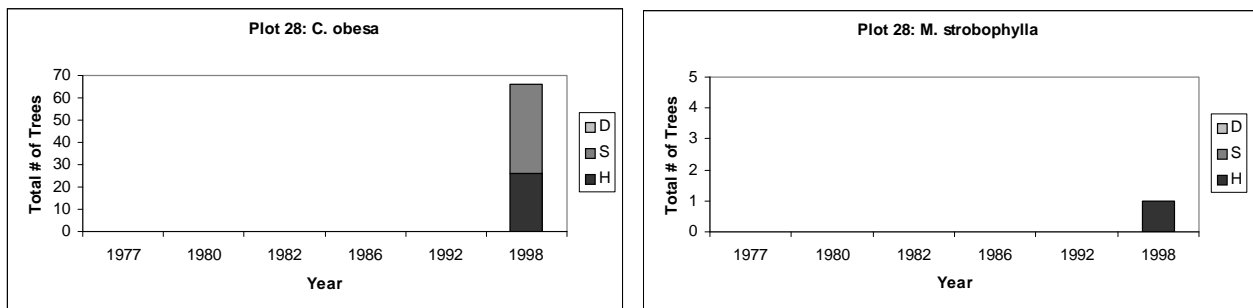 Plot 28: C. obesa
Total # of Trees
70
60
50
40
30
20
10
0
1977 1980 1982 1986 1992 1998
Year
D
S
H
Plot 28: M. strobophylla
Total # of Trees
5
4
3
2
1
0
1977 1980 1982 1986 1992 1998
Year
D
S
H